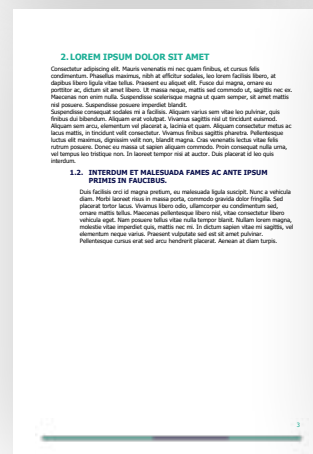 2. LOREM IPSUM DOLOR SIT AMET
Consectetur adipiscing elit. Mauris venenatis mi nec quam finibus, et cursus felis
condimentum. Phasellus maximus, nibh at efficitur sodales, leo lorem facilisis libero, at
dapibus libero ligula vitae tellus. Praesent eu aliquet elit. Fusce dui magna, ornare eu
porttitor ac, dictum sit amet libero. Ut massa neque, mattis sed commodo ut, sagittis nec ex.
Maecenas non enim nulla. Suspendisse scelerisque magna ut quam semper, sit amet mattis
nisl posuere. Suspendisse posuere imperdiet blandit.
Suspendisse consequat sodales mi a facilisis. Aliquam varius sem vitae leo pulvinar, quis
finibus dui bibendum. Aliquam erat volutpat. Vivamus sagittis nisl ut tincidunt euismod.
Aliquam sem arcu, elementum vel placerat a, lacinia et quam. Aliquam consectetur metus ac
lacus mattis, in tincidunt velit consectetur. Vivamus finibus sagittis pharetra. Pellentesque
luctus elit maximus, dignissim velit non, blandit magna. Cras venenatis lectus vitae felis
rutrum posuere. Donec eu massa ut sapien aliquam commodo. Proin consequat nulla urna,
vel tempus leo tristique non. In laoreet tempor nisi at auctor. Duis placerat id leo quis
interdum.
1.2. INTERDUM ET MALESUADA FAMES AC ANTE IPSUM
PRIMIS IN FAUCIBUS.
Duis facilisis orci id magna pretium, eu malesuada ligula suscipit. Nunc a vehicula
diam. Morbi laoreet risus in massa porta, commodo gravida dolor fringilla. Sed
placerat tortor lacus. Vivamus libero odio, ullamcorper eu condimentum sed,
ornare mattis tellus. Maecenas pellentesque libero nisl, vitae consectetur libero
vehicula eget. Nam posuere tellus vitae nulla tempor blanit. Nullam lorem magna,
molestie vitae imperdiet quis, mattis nec mi. In dictum sapien vitae mi sagittis, vel
elementum neque varius. Praesent vulputate sed est sit amet pulvinar.
Pellentesque cursus erat sed arcu hendrerit placerat. Aenean at diam turpis.
3